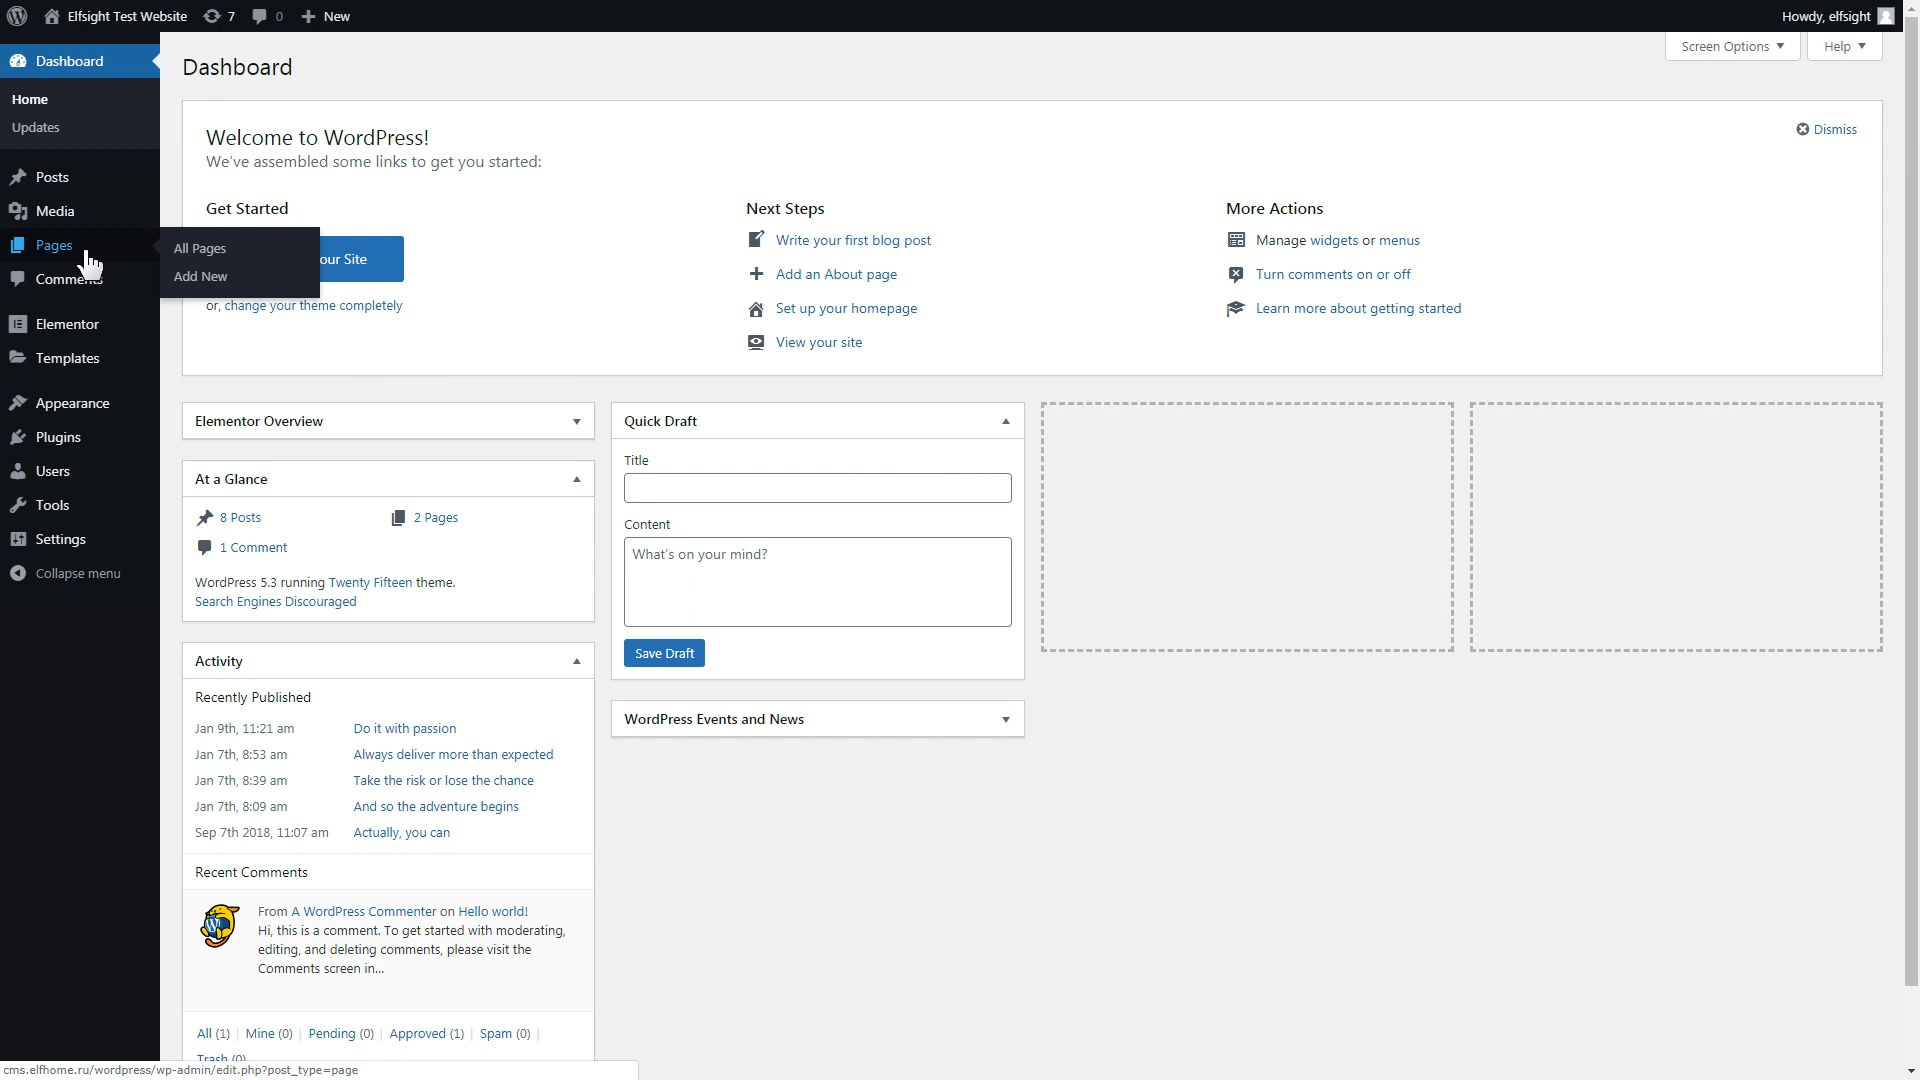 Elfsight Test Website 7 0 New Howdy, elfsight
Screen Options Help
Dashboard
Home
Updates
Posts
Media
Pages
Comments
Elementor
Templates
Appearance
Plugins
Users
Tools
Settings
Collapse menu
All Pages
Add New
Dashboard
Welcome to WordPress!
We've assembled some links to get you started:
Dismiss
Get Started
our Site
or, change your theme completely
Next Steps
Write your first blog post
Add an About page
Set up your homepage
View your site
More Actions
Manage widgets or menus
Turn comments on or off
Learn more about getting started
Elementor Overview
At a Glance
8 Posts 2 Pages
1 Comment
WordPress 5.3 running Twenty Fifteen theme.
Search Engines Discouraged
Activity
Recently Published
Jan 9th, 11:21 am Do it with passion
Jan 7th, 8:53 am Always deliver more than expected
Jan 7th, 8:39 am Take the risk or lose the chance
Jan 7th, 8:09 am And so the adventure begins
Sep 7th 2018, 11:07 am Actually, you can
Recent Comments
From A WordPress Commenter on Hello world!
Hi, this is a comment. To get started with moderating,
editing, and deleting comments, please visit the
Comments screen in...
All (1) | Mine (0) | Pending (0) | Approved (1) | Spam (0) |
Trash (0)
Quick Draft
Title
Content
What's on your mind?
Save Draft
WordPress Events and News
cms.elfhome.ru/wordpress/wp-admin/edit.php?post_type=page